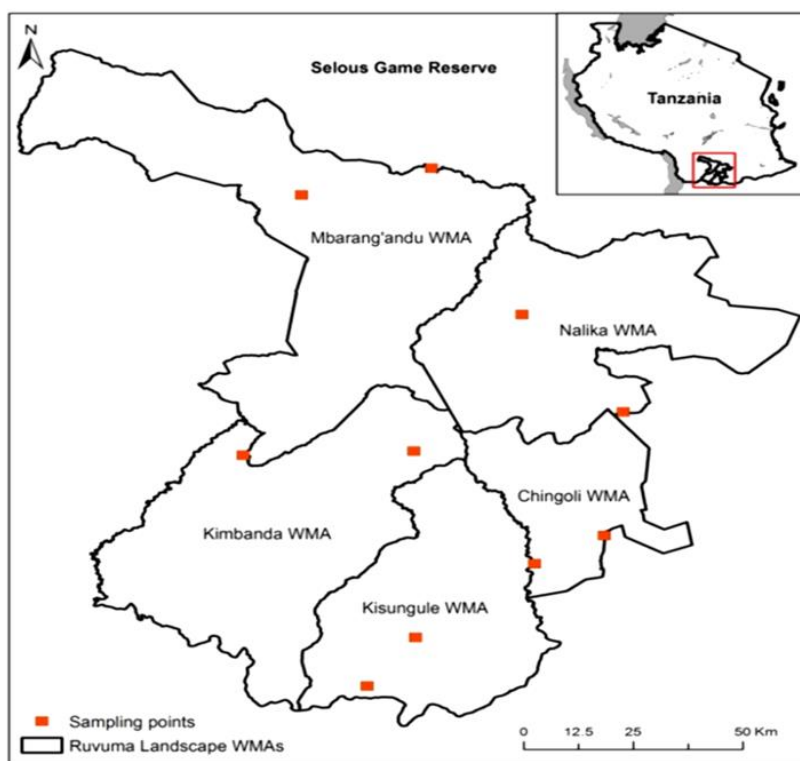 N
Selous Game Reserve
Tanzania
Mbarang'andu WMA
Nalika WMA
Chingoli WMA
Kimbanda WMA
Kisungule WMA
Sampling points
Ruvuma Landscape WMAs
0 12.5 25 50 Km